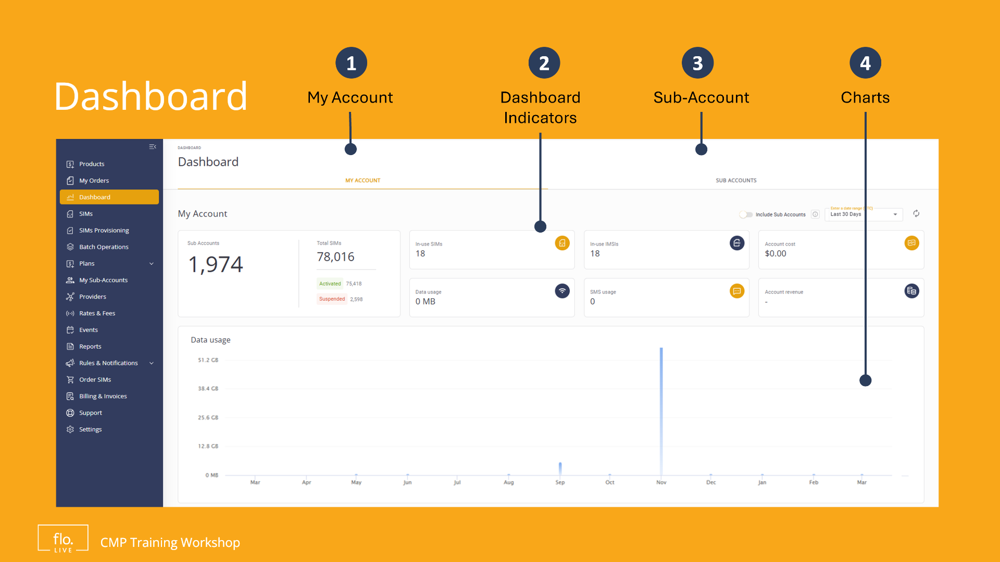 1
2
3
4
Dashboard
My Account
Dashboard
Indicators
Sub-Account
Charts
Products
My Orders
Dashboard
SIMs
SIMs Provisioning
Batch Operations
Plans
My Sub-Accounts
Providers
Rates & Fees
Events
Reports
Rules & Notifications
Order SIMs
Billing & Invoices
Support
Settings
DASHBOARD
Dashboard
MY ACCOUNT
SUB ACCOUNTS
My Account
Include Sub Accounts
Enter a date range
Last 30 Days
Sub Accounts
1,974
Total SIMs
78,016
Activated 75,418
Suspended 2,598
In-use SIMs
18
In-use IMSIs
18
IMSI
Account cost
$0.00
Data usage
0 MB
SMS usage
0
Account revenue
-
Data usage
51.2 GB
38.4 GB
25.6 GB
12.8 GB
0 MB
Mar Apr May Jun Jul Aug Sep Oct Nov Dec Jan Feb Mar
flo.
LIVE
CMP Training Workshop